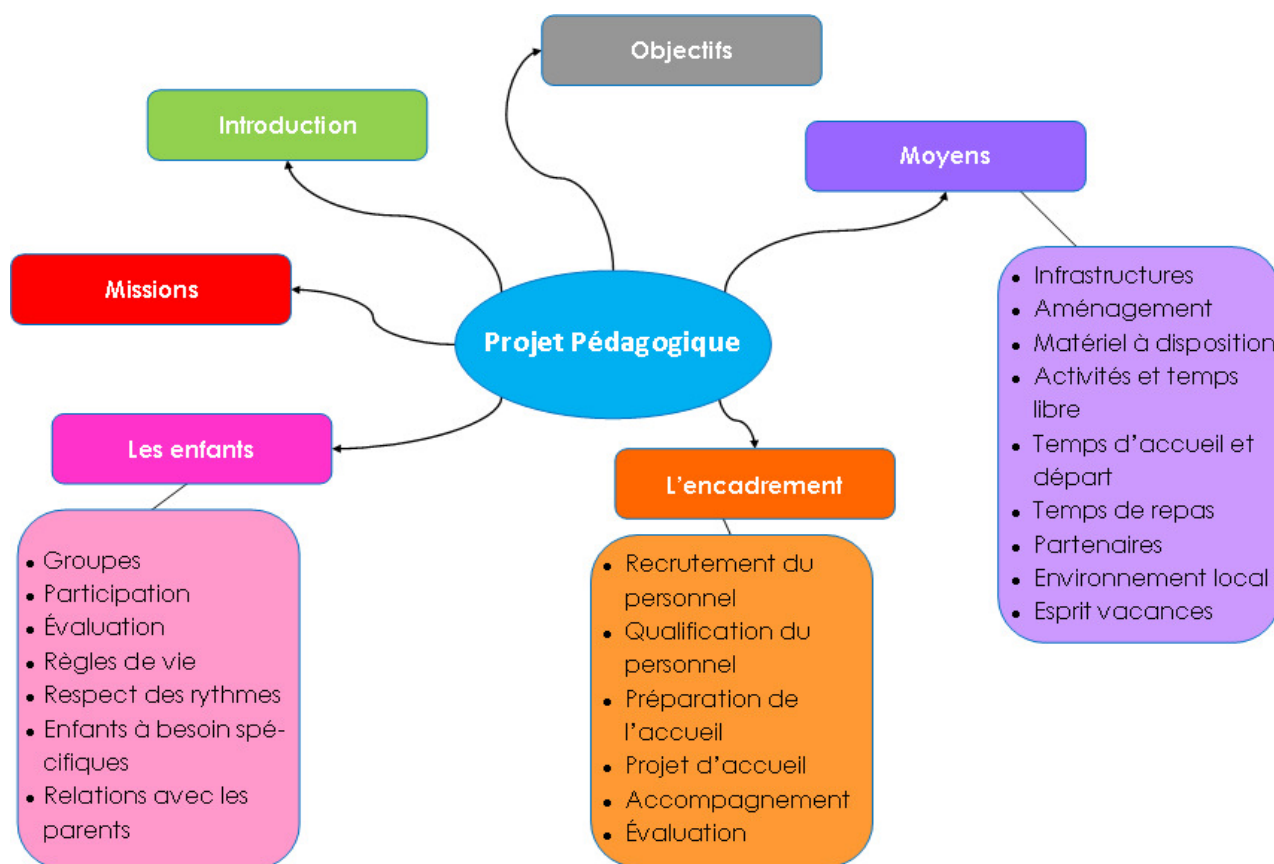 Objectifs
Introduction
Moyens
Missions
Projet Pédagogique
• Infrastructures
• Aménagement
• Matériel à disposition
• Activités et temps
libre
• Temps d'accueil et
départ
• Temps de repas
• Partenaires
• Environnement local
• Esprit vacances
Les enfants
• Groupes
• Participation
• Évaluation
• Règles de vie
• Respect des rythmes
• Enfants à besoin spé-
cifiques
• Relations avec les
parents
L'encadrement
• Recrutement du
personnel
• Qualification du
personnel
• Préparation de
l'accueil
• Projet d'accueil
• Accompagnement
• Évaluation